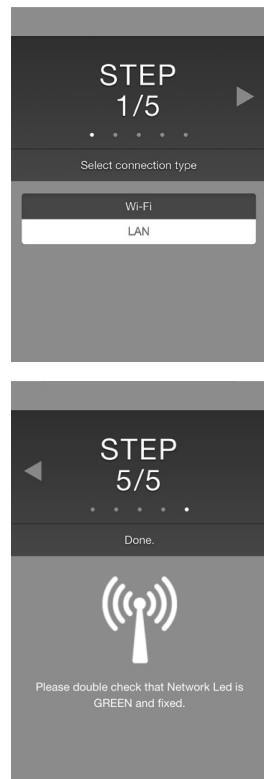 STEP
1/5
Select connection type
Wi-Fi
LAN
STEP
5/5
Done.
Please double check that Network Led is
GREEN and fixed.